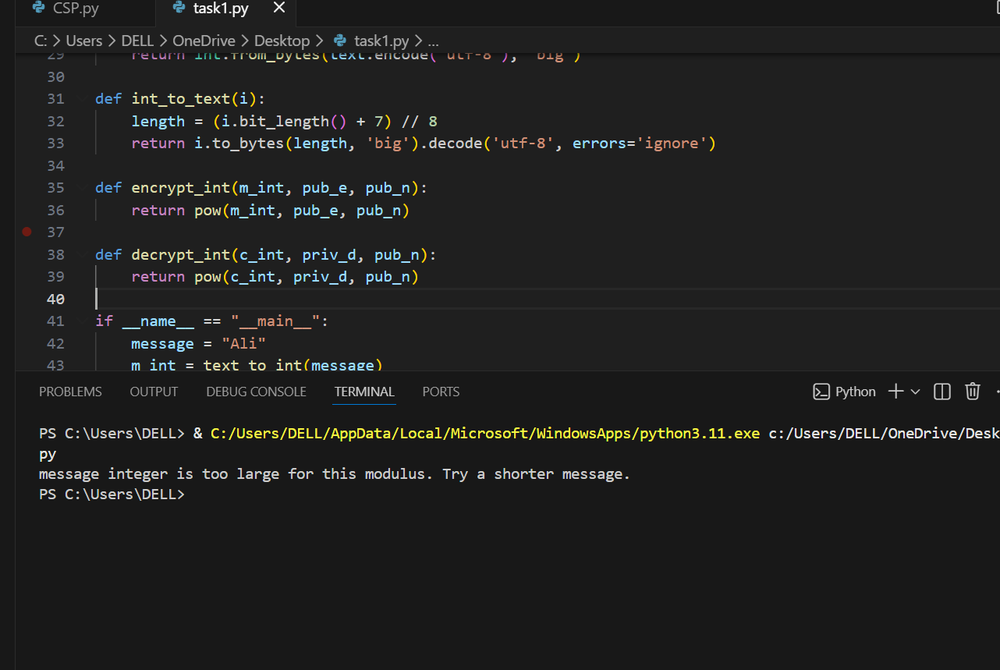 CSP.py task1.py
C: > Users > DELL > OneDrive > Desktop > task1.py > ...
29 return int.from_bytes(text.encode('utf-8'), 'big')
30
31 def int_to_text(i):
32 length = (i.bit_length() + 7) // 8
33 return i.to_bytes(length, 'big').decode('utf-8', errors='ignore')
34
35 def encrypt_int(m_int, pub_e, pub_n):
36 return pow(m_int, pub_e, pub_n)
37
38 def decrypt_int(c_int, priv_d, pub_n):
39 return pow(c_int, priv_d, pub_n)
40
41 if __name__ == "__main__":
42 message = "Ali"
43 m_int = text_to_int(message)
PROBLEMS OUTPUT DEBUG CONSOLE TERMINAL PORTS Python
PS C:\Users\DELL> & C:/Users/DELL/AppData/Local/Microsoft/WindowsApps/python3.11.exe c:/Users/DELL/OneDrive/Desk
py
message integer is too large for this modulus. Try a shorter message.
PS C:\Users\DELL>